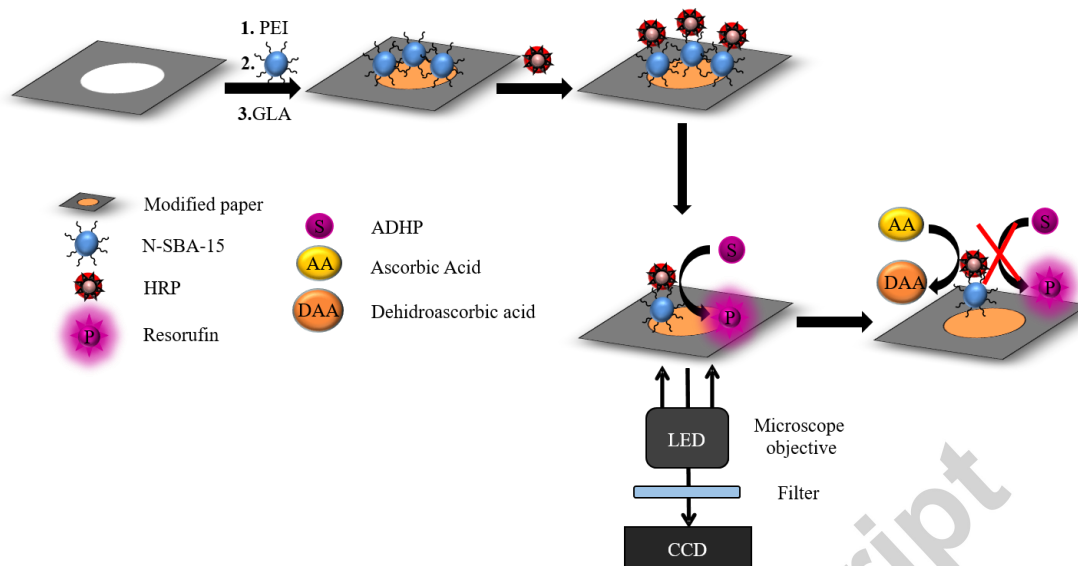 1. PEI
2.
3.GLA
Modified paper
N-SBA-15
HRP
P
Resorufin
S
ADHP
AA
Ascorbic Acid
DAA
Dehidroascorbic acid
S
P
AA
S
DAA
P
LED
Microscope
objective
Filter
CCD
ript